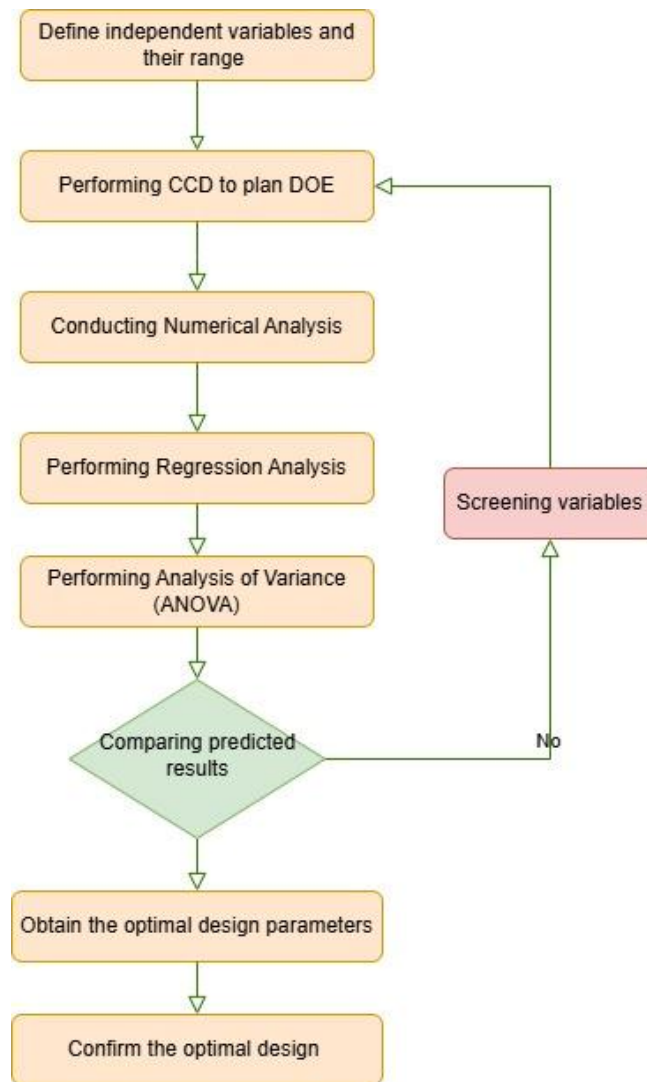 Define independent variables and
their range
Performing CCD to plan DOE
Conducting Numerical Analysis
Performing Regression Analysis
Screening variables
Performing Analysis of Variance
(ANOVA)
Comparing predicted
results
No
Obtain the optimal design parameters
Confirm the optimal design